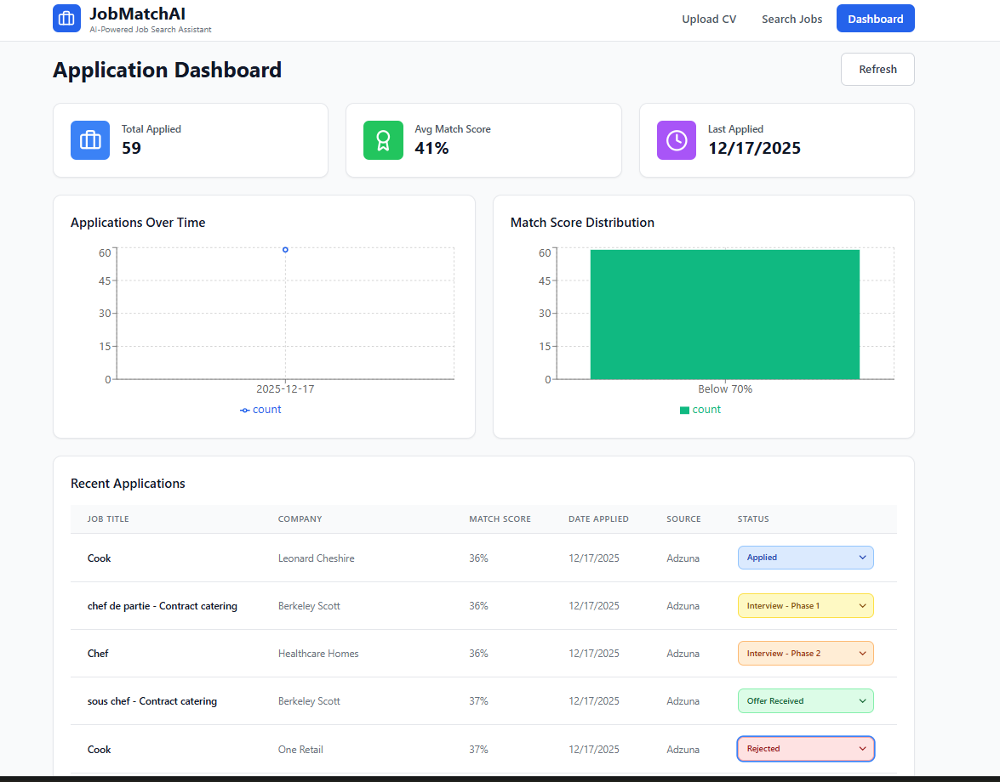 JobMatchAI
AI-Powered Job Search Assistant
Upload CV
Search Jobs
Dashboard
Application Dashboard
Refresh
Total Applied
59
Avg Match Score
41%
Last Applied
12/17/2025
Applications Over Time
60
45
30
15
0
2025-12-17
count
Match Score Distribution
60
45
30
15
0
Below 70%
count
Recent Applications
JOB TITLE COMPANY MATCH SCORE DATE APPLIED SOURCE STATUS
Cook Leonard Cheshire 36% 12/17/2025 Adzuna Applied
chef de partie - Contract catering Berkeley Scott 36% 12/17/2025 Adzuna Interview - Phase 1
Chef Healthcare Homes 36% 12/17/2025 Adzuna Interview - Phase 2
sous chef - Contract catering Berkeley Scott 37% 12/17/2025 Adzuna Offer Received
Cook One Retail 37% 12/17/2025 Adzuna Rejected